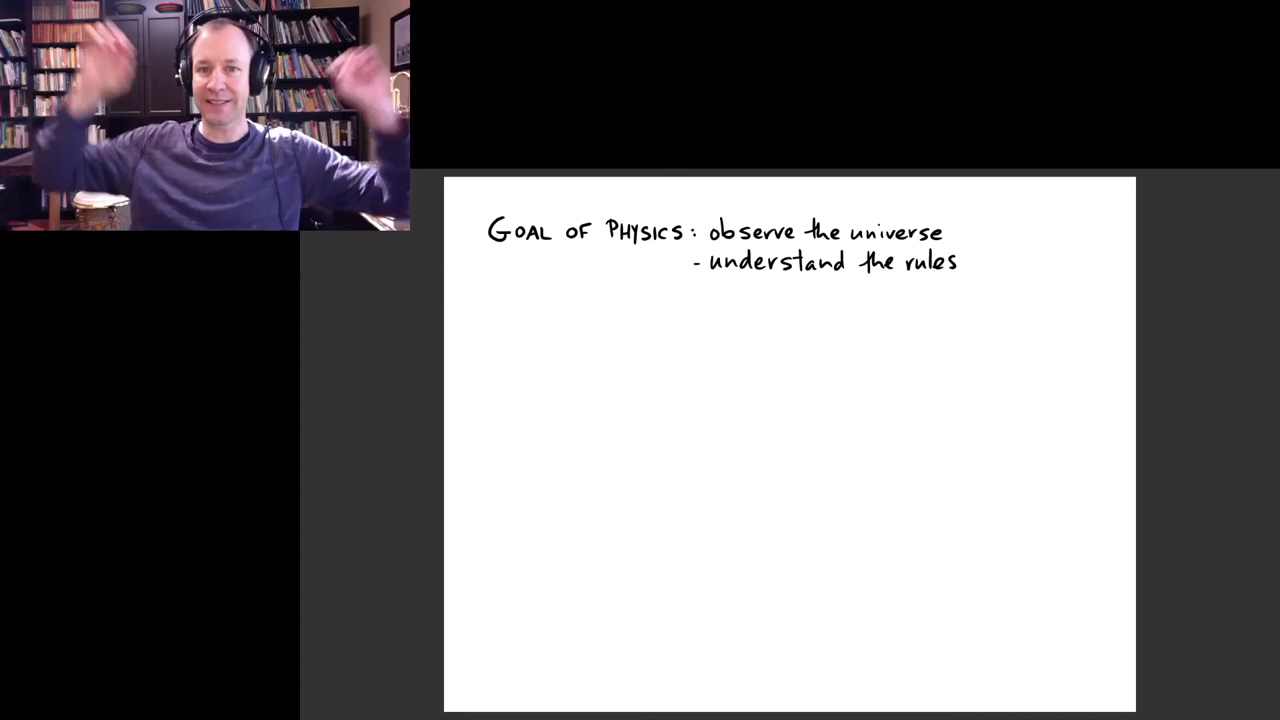 GOAL OF PHYSICS: observe the universe
- understand the rules